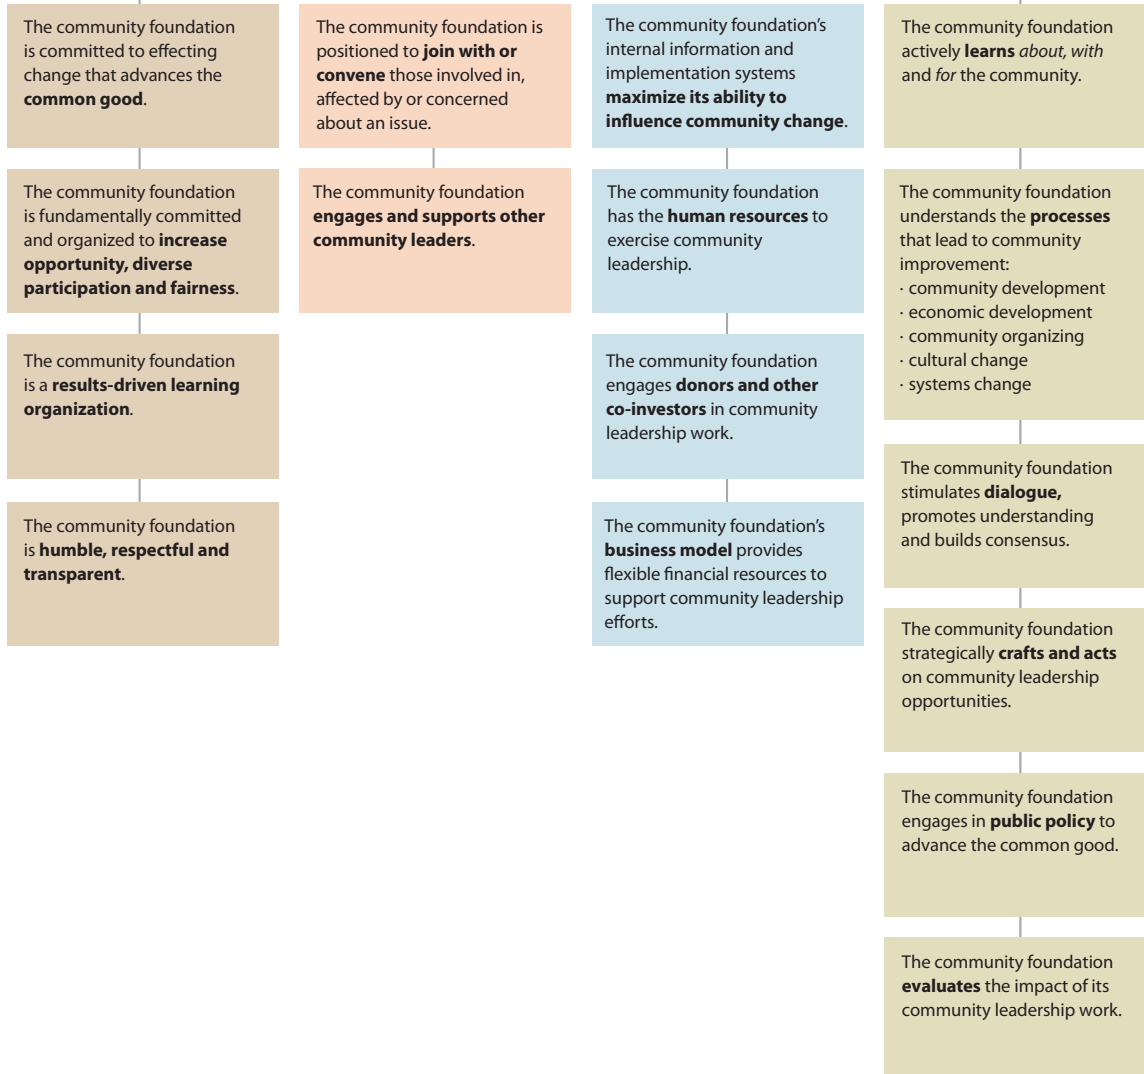 The community foundation
is committed to effecting
change that advances the
common good.
The community foundation
is fundamentally committed
and organized to increase
opportunity, diverse
participation and fairness.
The community foundation
is a results-driven learning
organization.
The community foundation
is humble, respectful and
transparent.
The community foundation is
positioned to join with or
convene those involved in,
affected by or concerned
about an issue.
The community foundation
engages and supports other
community leaders.
The community foundation's
internal information and
implementation systems
maximize its ability to
influence community change.
The community foundation
has the human resources to
exercise community
leadership.
The community foundation
engages donors and other
co-investors in community
leadership work.
The community foundation's
business model provides
flexible financial resources to
support community leadership
efforts.
The community foundation
actively learns about, with
and for the community.
The community foundation
understands the processes
that lead to community
improvement:
· community development
· economic development
· community organizing
· cultural change
· systems change
The community foundation
stimulates dialogue,
promotes understanding
and builds consensus.
The community foundation
strategically crafts and acts
on community leadership
opportunities.
The community foundation
engages in public policy to
advance the common good.
The community foundation
evaluates the impact of its
community leadership work.